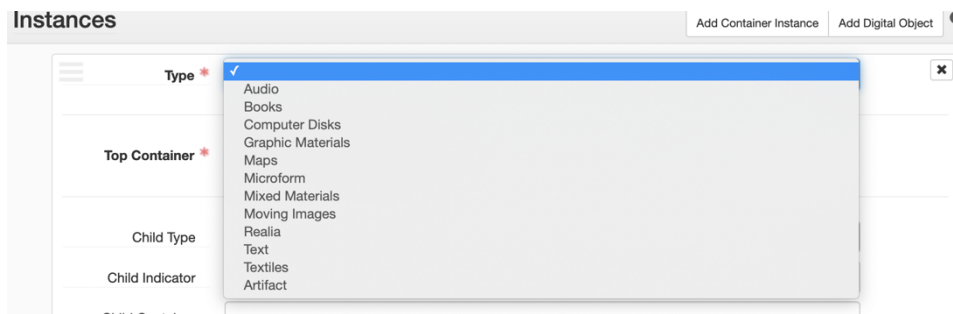 Instances
Add Container Instance
Add Digital Object
Type *
✓
Audio
Books
Computer Disks
Graphic Materials
Maps
Top Container *
Microform
Mixed Materials
Moving Images
Realia
Child Type
Text
Textiles
Child Indicator
Artifact